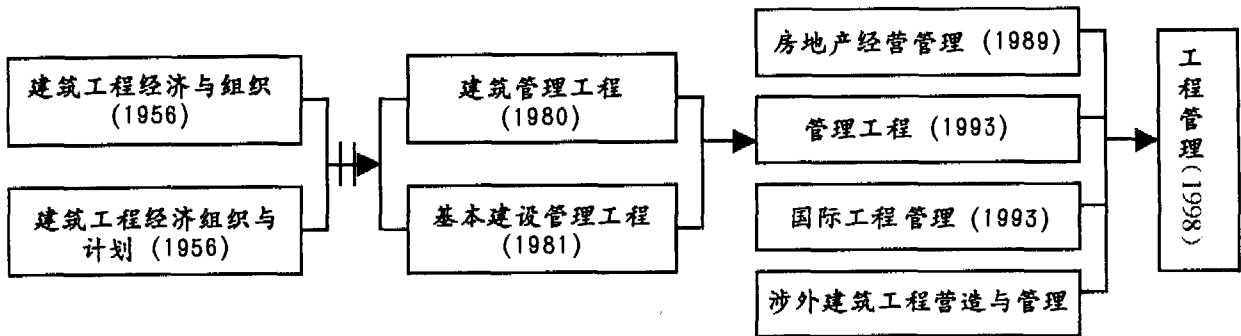 建筑工程经济与组织
(1956)
建筑工程经济组织与
计划 (1956)
建筑管理工程
(1980)
基本建设管理工程
(1981)
房地产经营管理 (1989)
管理工程 (1993)
国际工程管理 (1993)
涉外建筑工程营造与管理
工程管理(1998)